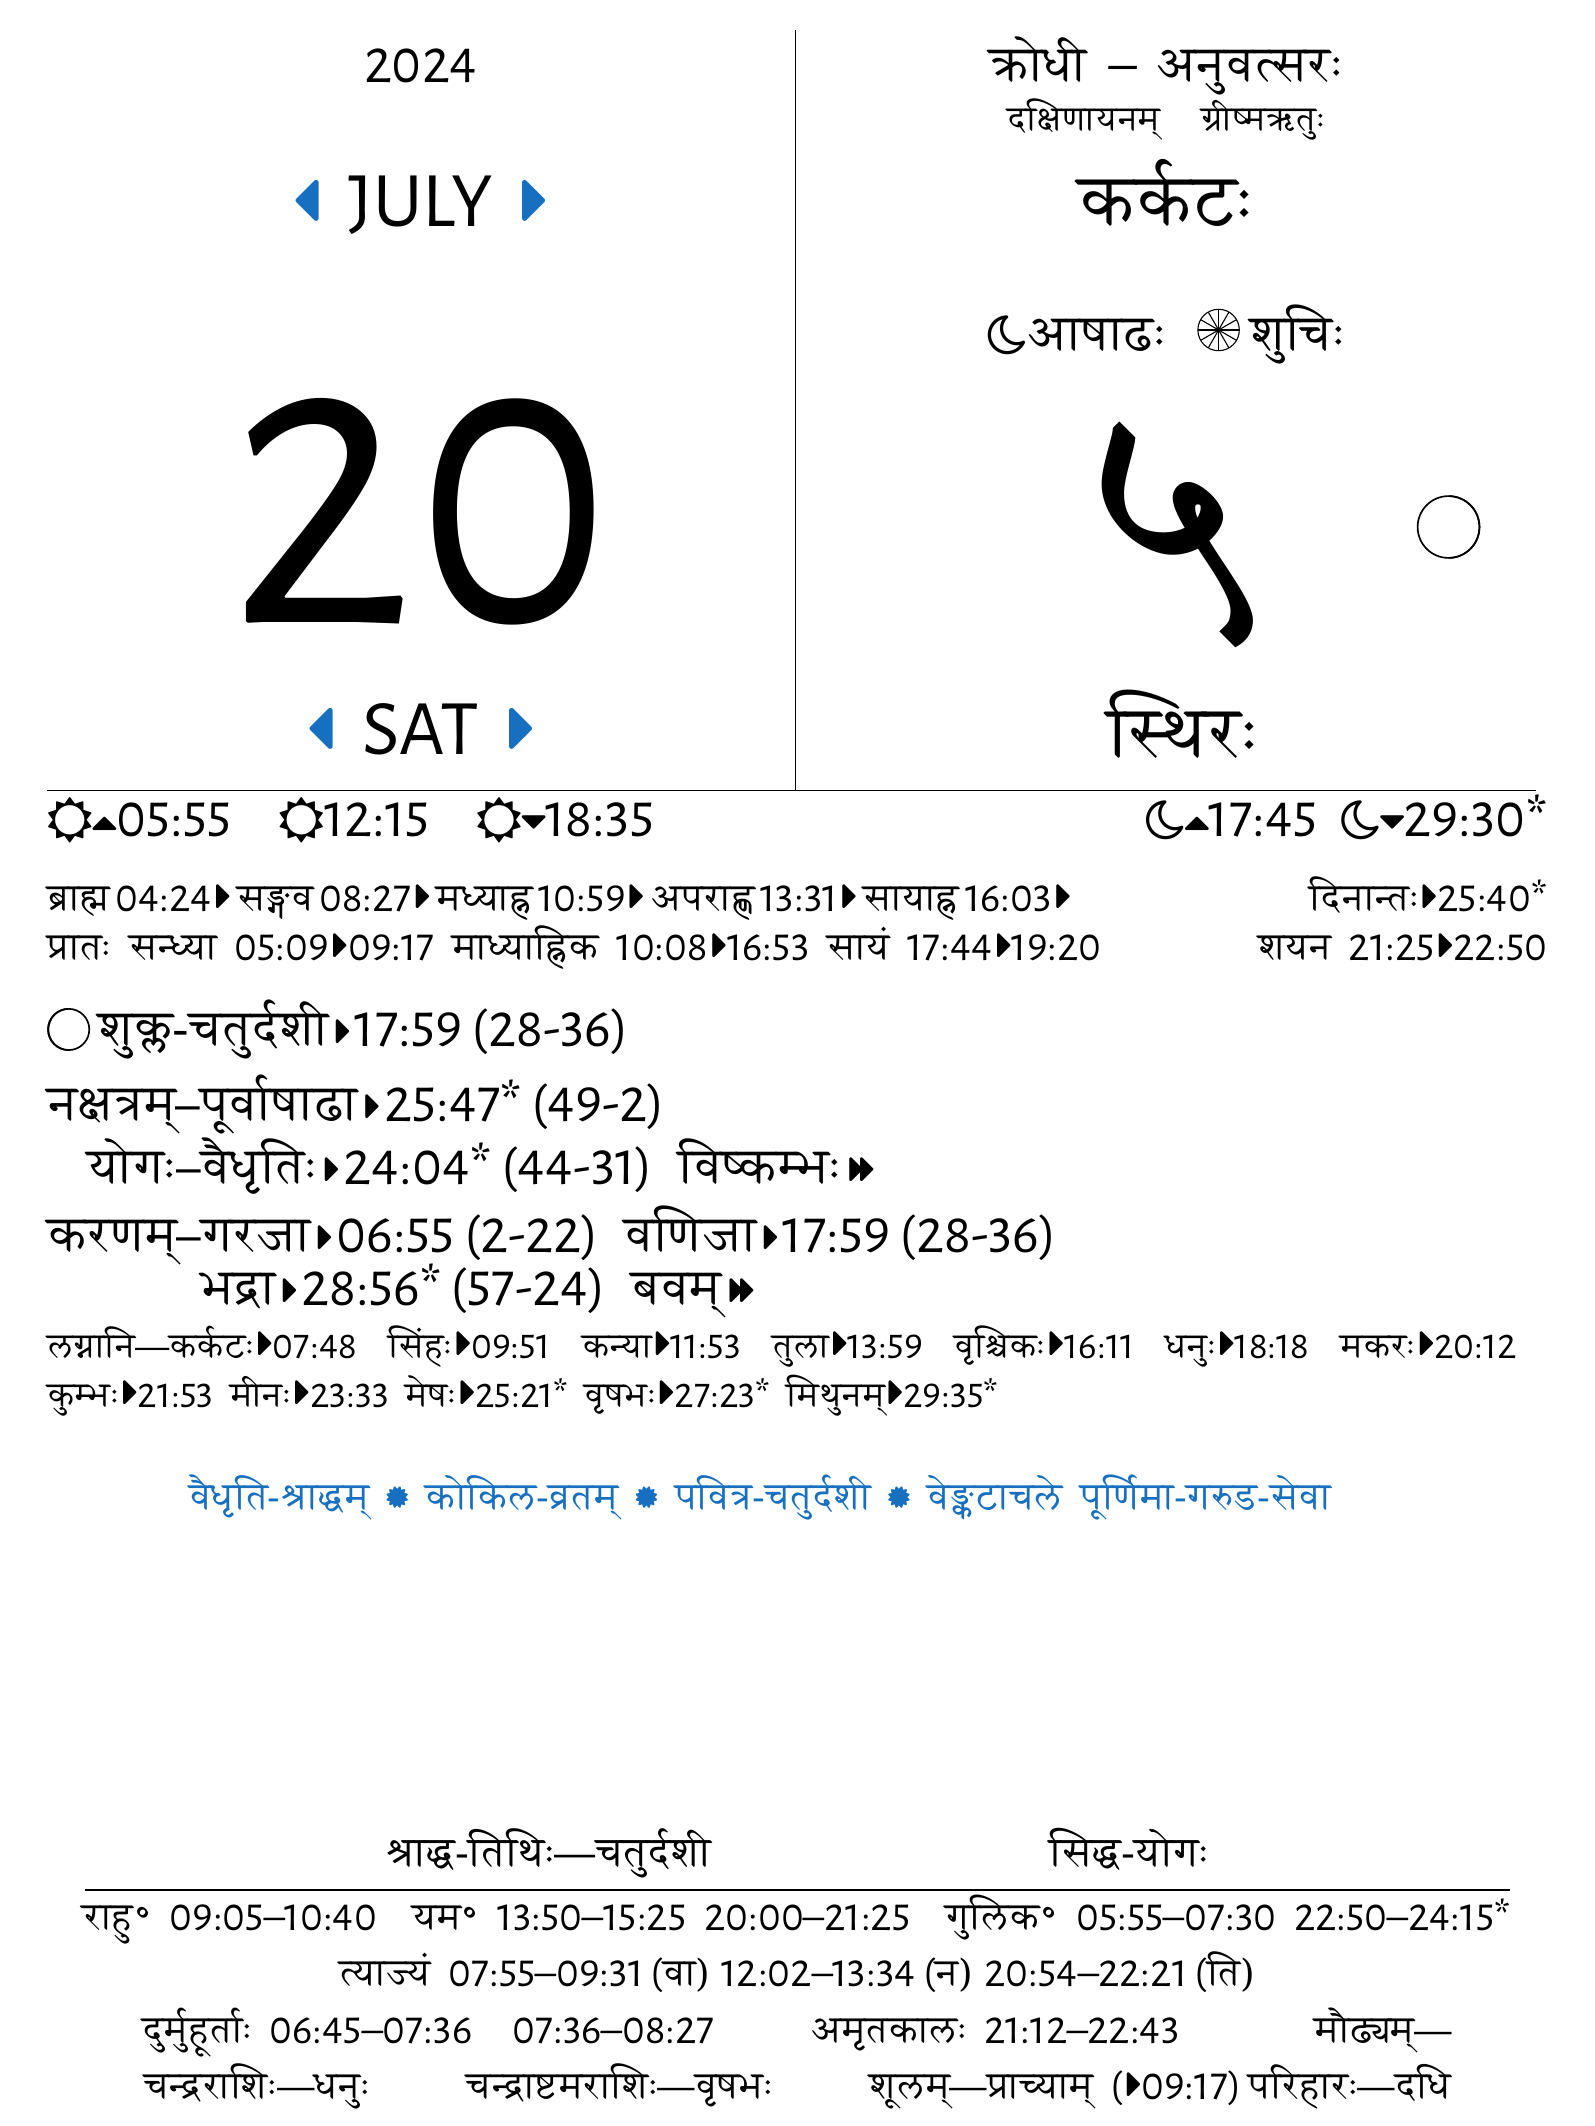 2024
JULY
20
SAT
क्रोधी – अनुवत्सरः
दक्षिणायनम् ग्रीष्मऋतुः
कर्कटः
आषाढः शुचिः
५
स्थिरः
05:55 12:15 18:35 17:45 29:30*
ब्राह्म 04:24 सङ्गव 08:27 मध्याह्न 10:59 अपराह्ण 13:31 सायाह्न 16:03 दिनान्तः 25:40*
प्रातः सन्ध्या 05:09 09:17 माध्याह्निक 10:08 16:53 सायं 17:44 19:20 शयन 21:25 22:50
शुक्ल-चतुर्दशी 17:59 (28-36)
नक्षत्रम्–पूर्वाषाढा 25:47* (49-2)
योगः–वैधृतिः 24:04* (44-31) विष्कम्भः
करणम्–गरजा 06:55 (2-22) वणिजा 17:59 (28-36)
भद्रा 28:56* (57-24) बवम्
लग्नानि—कर्कटः 07:48 सिंहः 09:51 कन्या 11:53 तुला 13:59 वृश्चिकः 16:11 धनुः 18:18 मकरः 20:12
कुम्भः 21:53 मीनः 23:33 मेषः 25:21* वृषभः 27:23* मिथुनम् 29:35*
वैधृति-श्राद्धम् ✹ कोकिल-व्रतम् ✹ पवित्र-चतुर्दशी ✹ वेङ्कटाचले पूर्णिमा-गरुड-सेवा
श्राद्ध-तिथिः—चतुर्दशी सिद्ध-योगः
राहु॰ 09:05–10:40 यम॰ 13:50–15:25 20:00–21:25 गुलिक॰ 05:55–07:30 22:50–24:15*
त्याज्यं 07:55–09:31 (वा) 12:02–13:34 (न) 20:54–22:21 (ति)
दुर्मुहूर्ताः 06:45–07:36 07:36–08:27 अमृतकालः 21:12–22:43 मौढ्यम्—
चन्द्रराशिः—धनुः चन्द्राष्टमराशिः—वृषभः शूलम्—प्राच्याम् (09:17) परिहारः—दधि